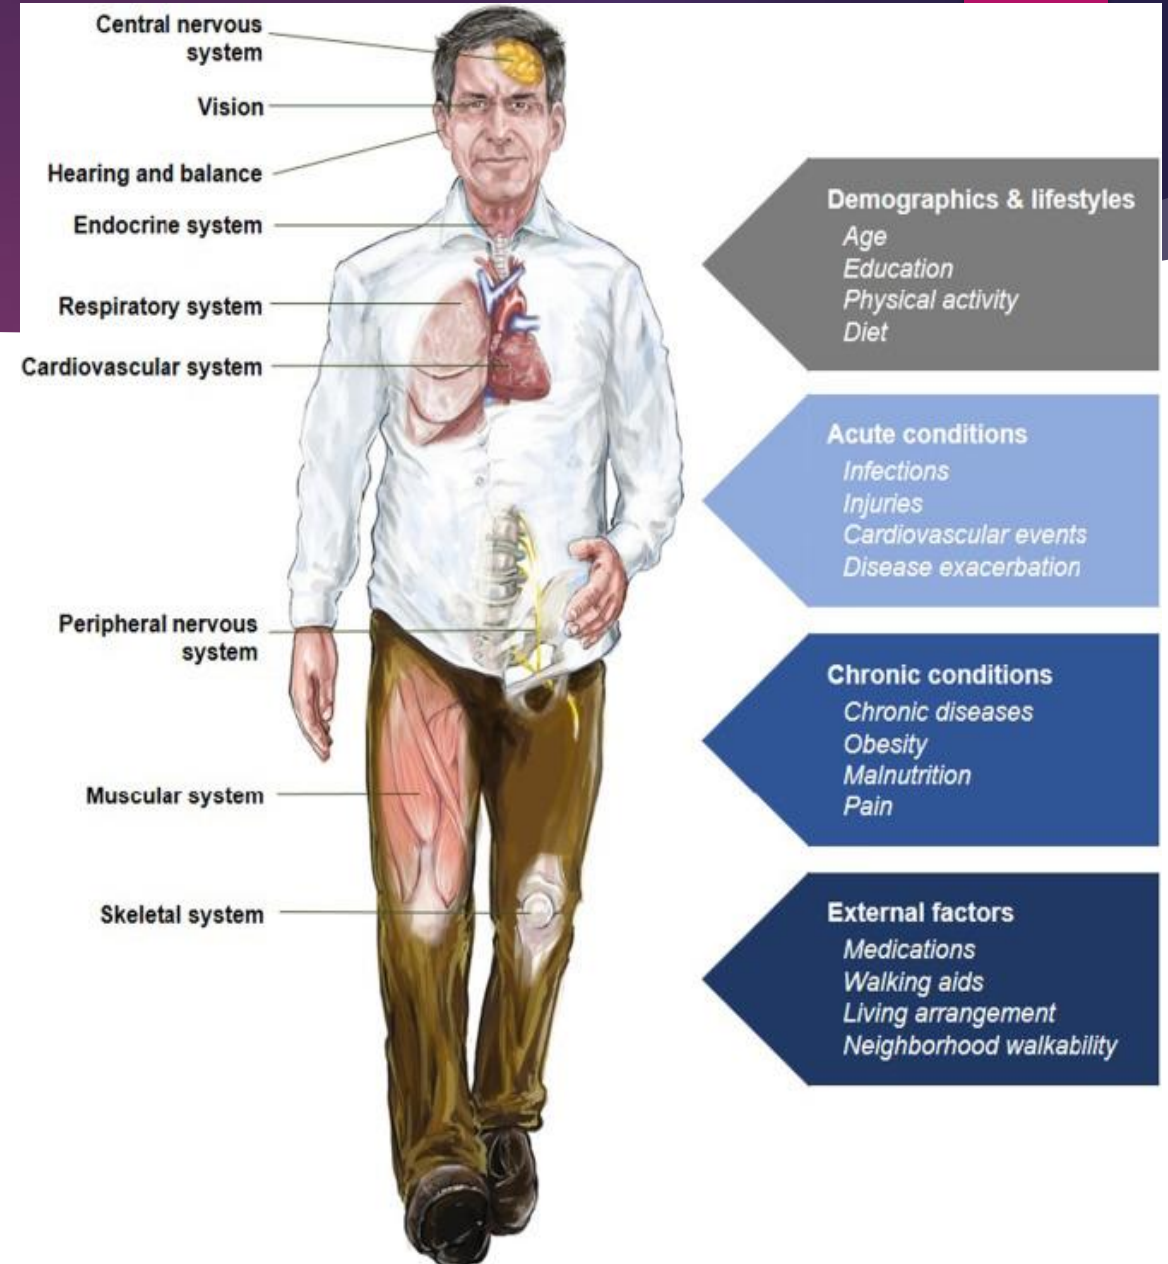 Central nervous
system
Vision
Hearing and balance
Endocrine system
Respiratory system
Cardiovascular system
Peripheral nervous
system
Muscular system
Skeletal system
Demographics & lifestyles
Age
Education
Physical activity
Diet
Acute conditions
Infections
Injuries
Cardiovascular events
Disease exacerbation
Chronic conditions
Chronic diseases
Obesity
Malnutrition
Pain
External factors
Medications
Walking aids
Living arrangement
Neighborhood walkability